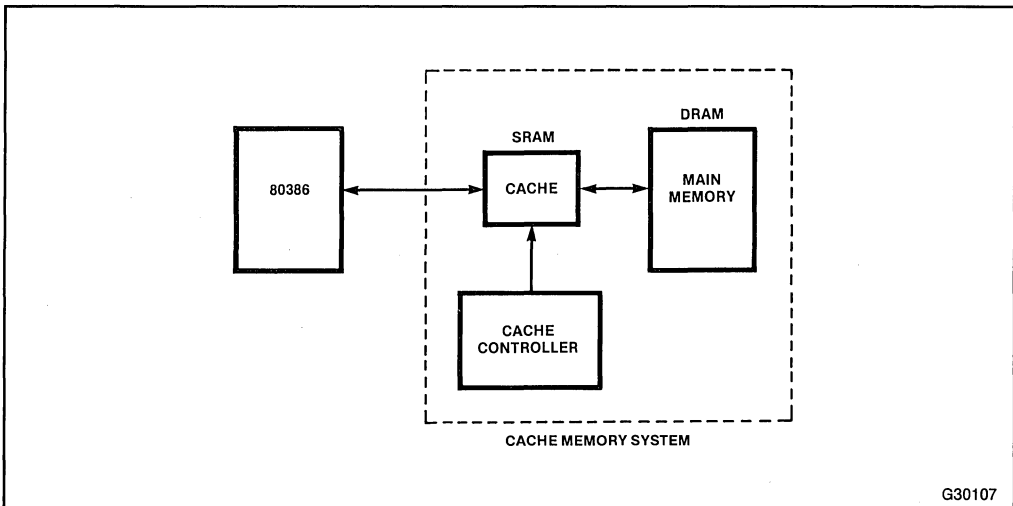 80386
SRAM
CACHE
DRAM
MAIN
MEMORY
CACHE
CONTROLLER
CACHE MEMORY SYSTEM
G30107